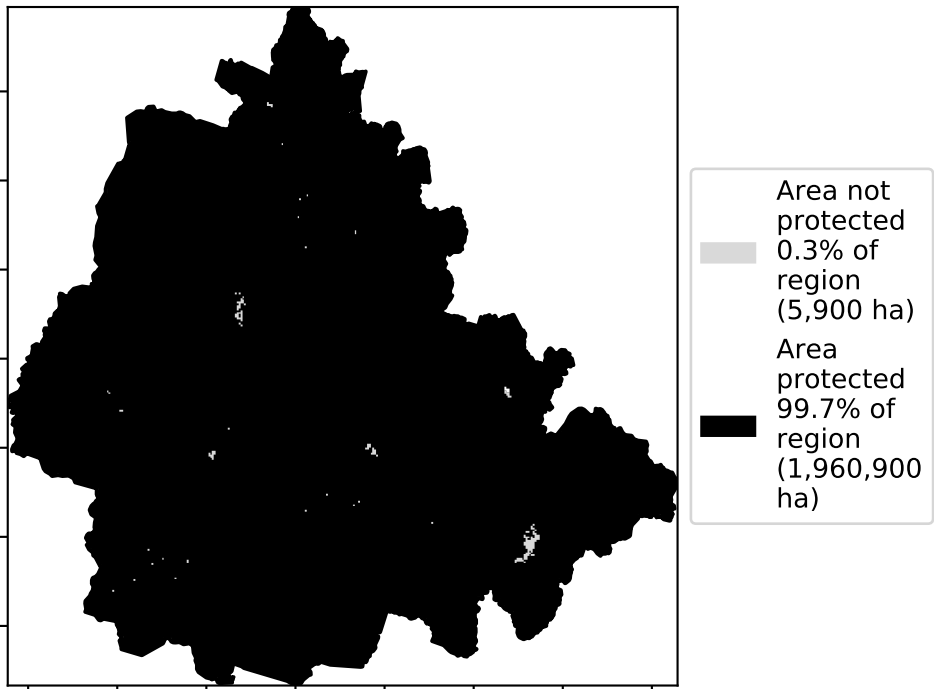 Area not
protected
0.3% of
region
(5,900 ha)
Area
protected
99.7% of
region
(1,960,900
ha)